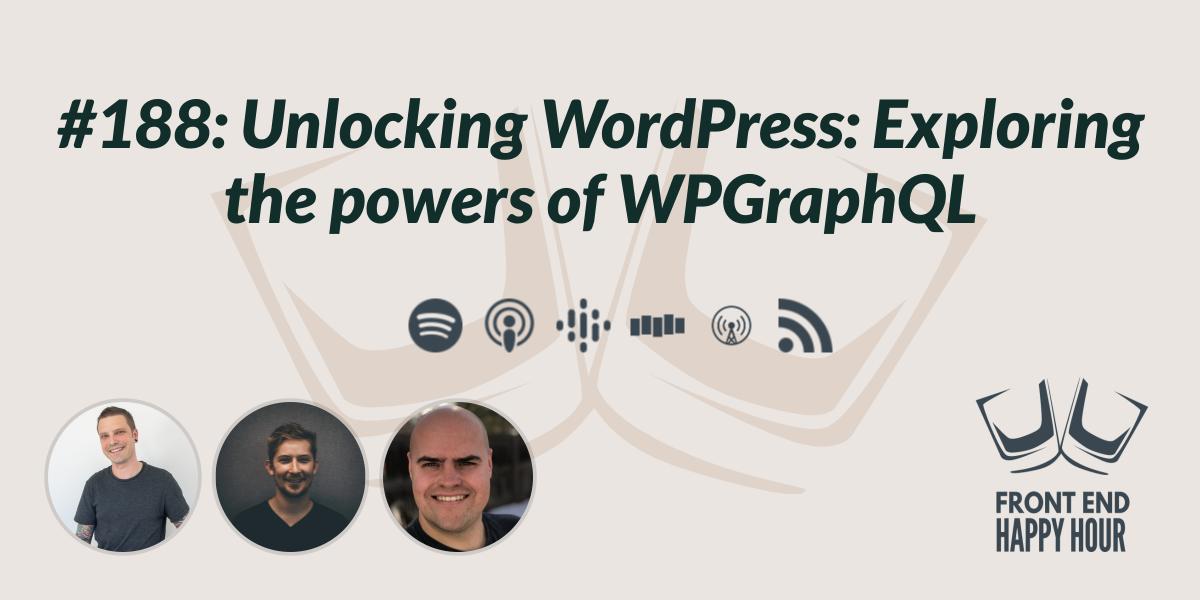 #188: Unlocking WordPress: Exploring
the powers of WPGraphQL
FRONT END
HAPPY HOUR